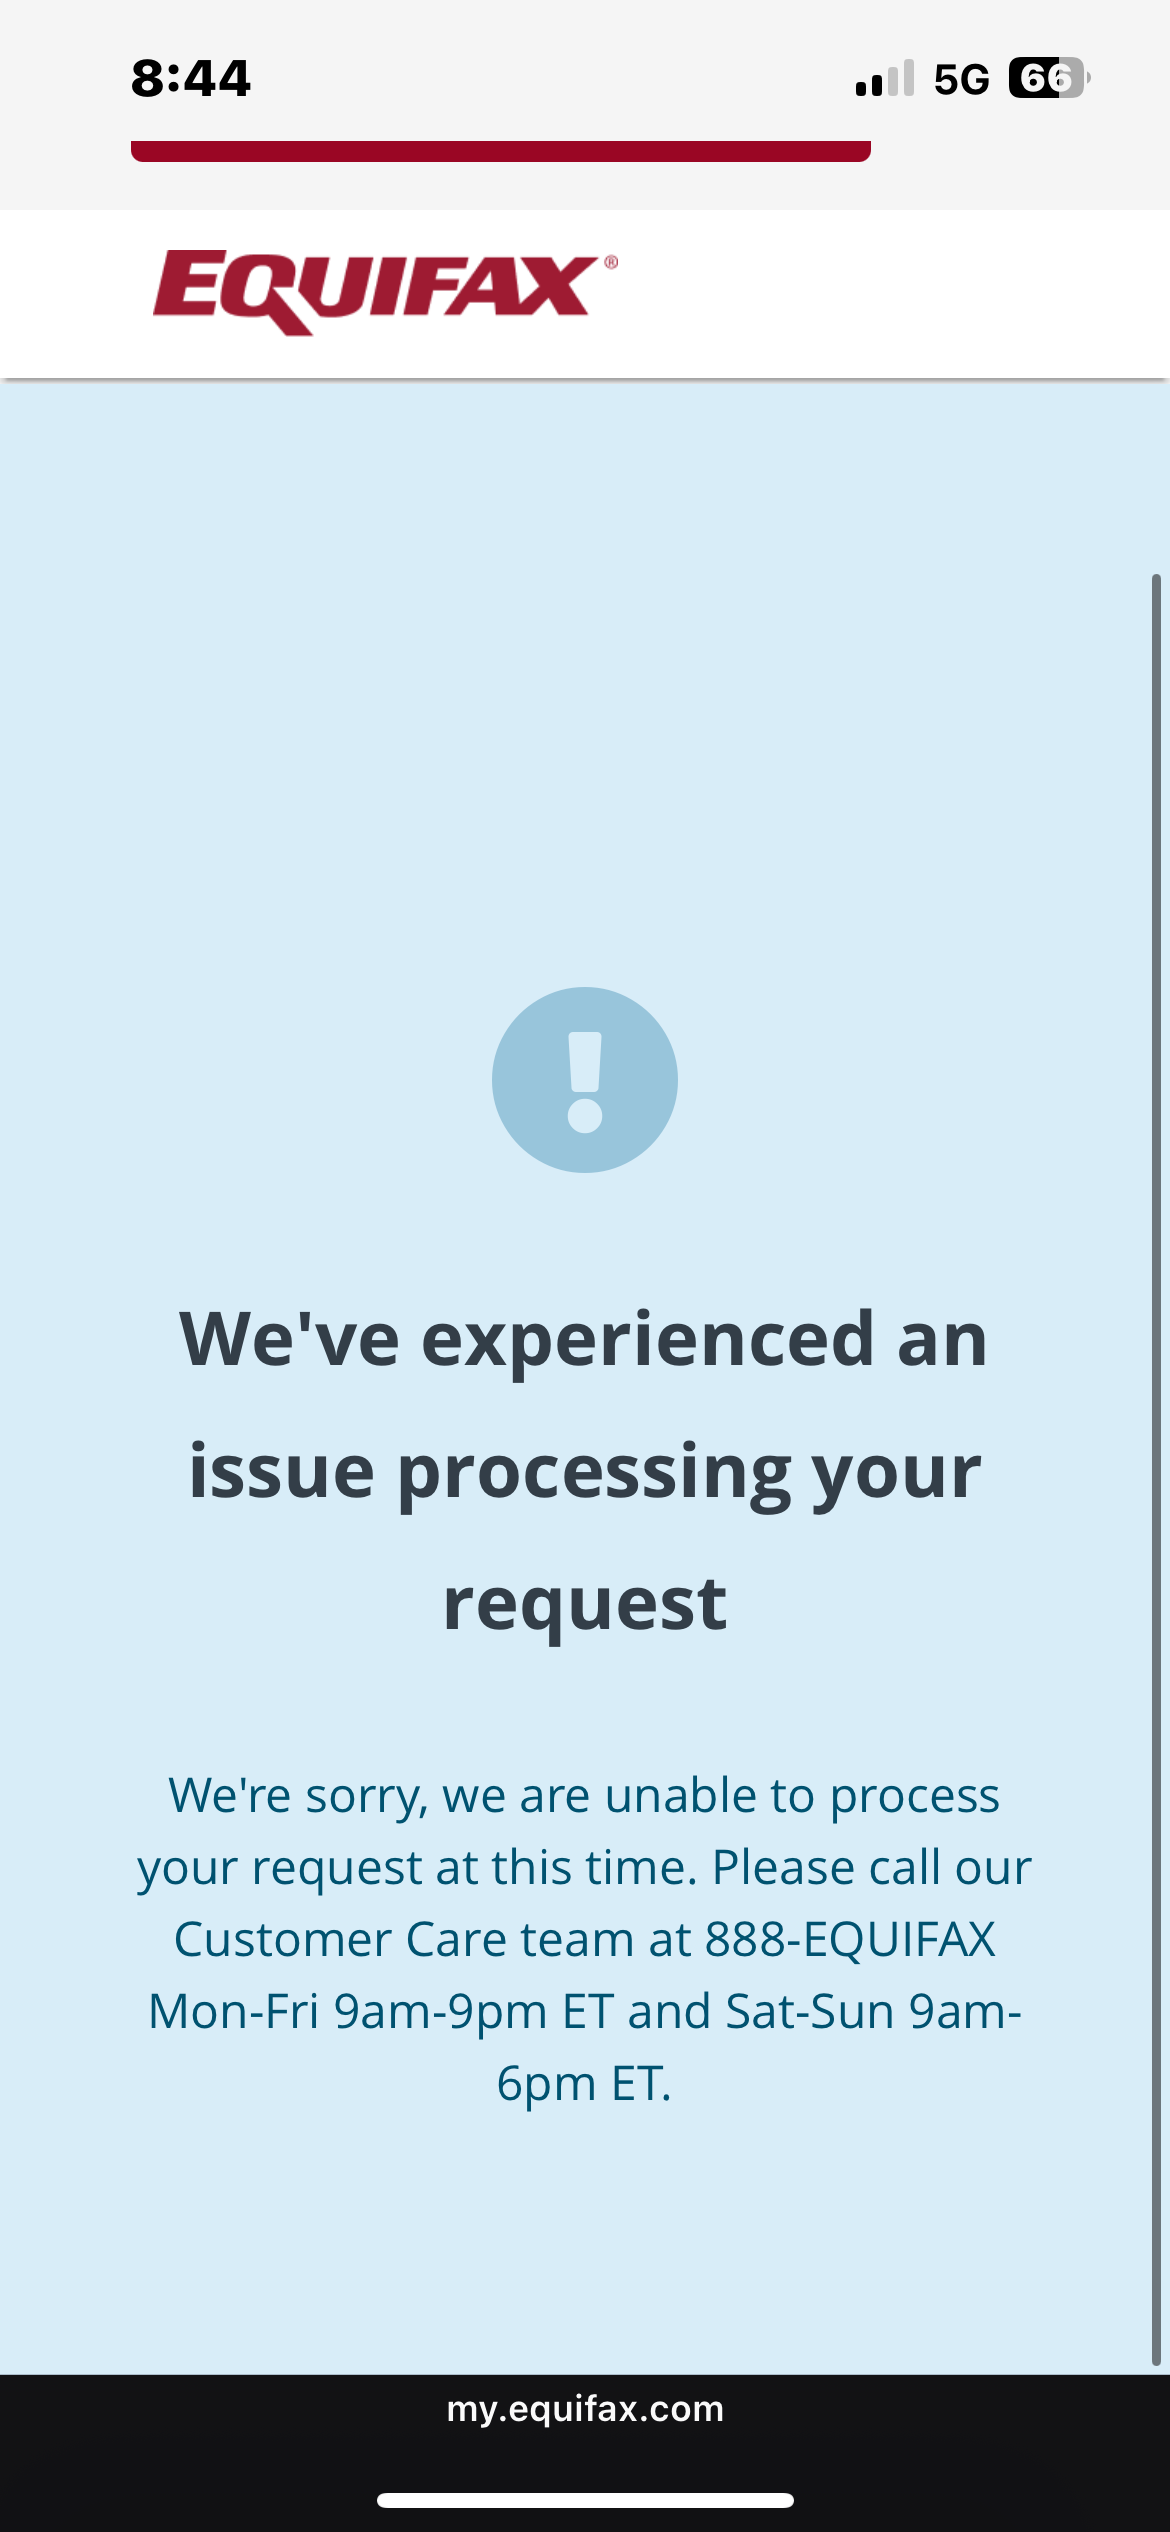 8:44
5G
66
EQUIFAX®
We've experienced an
issue processing your
request
We're sorry, we are unable to process
your request at this time. Please call our
Customer Care team at 888-EQUIFAX
Mon-Fri 9am-9pm ET and Sat-Sun 9am-
6pm ET.
my.equifax.com